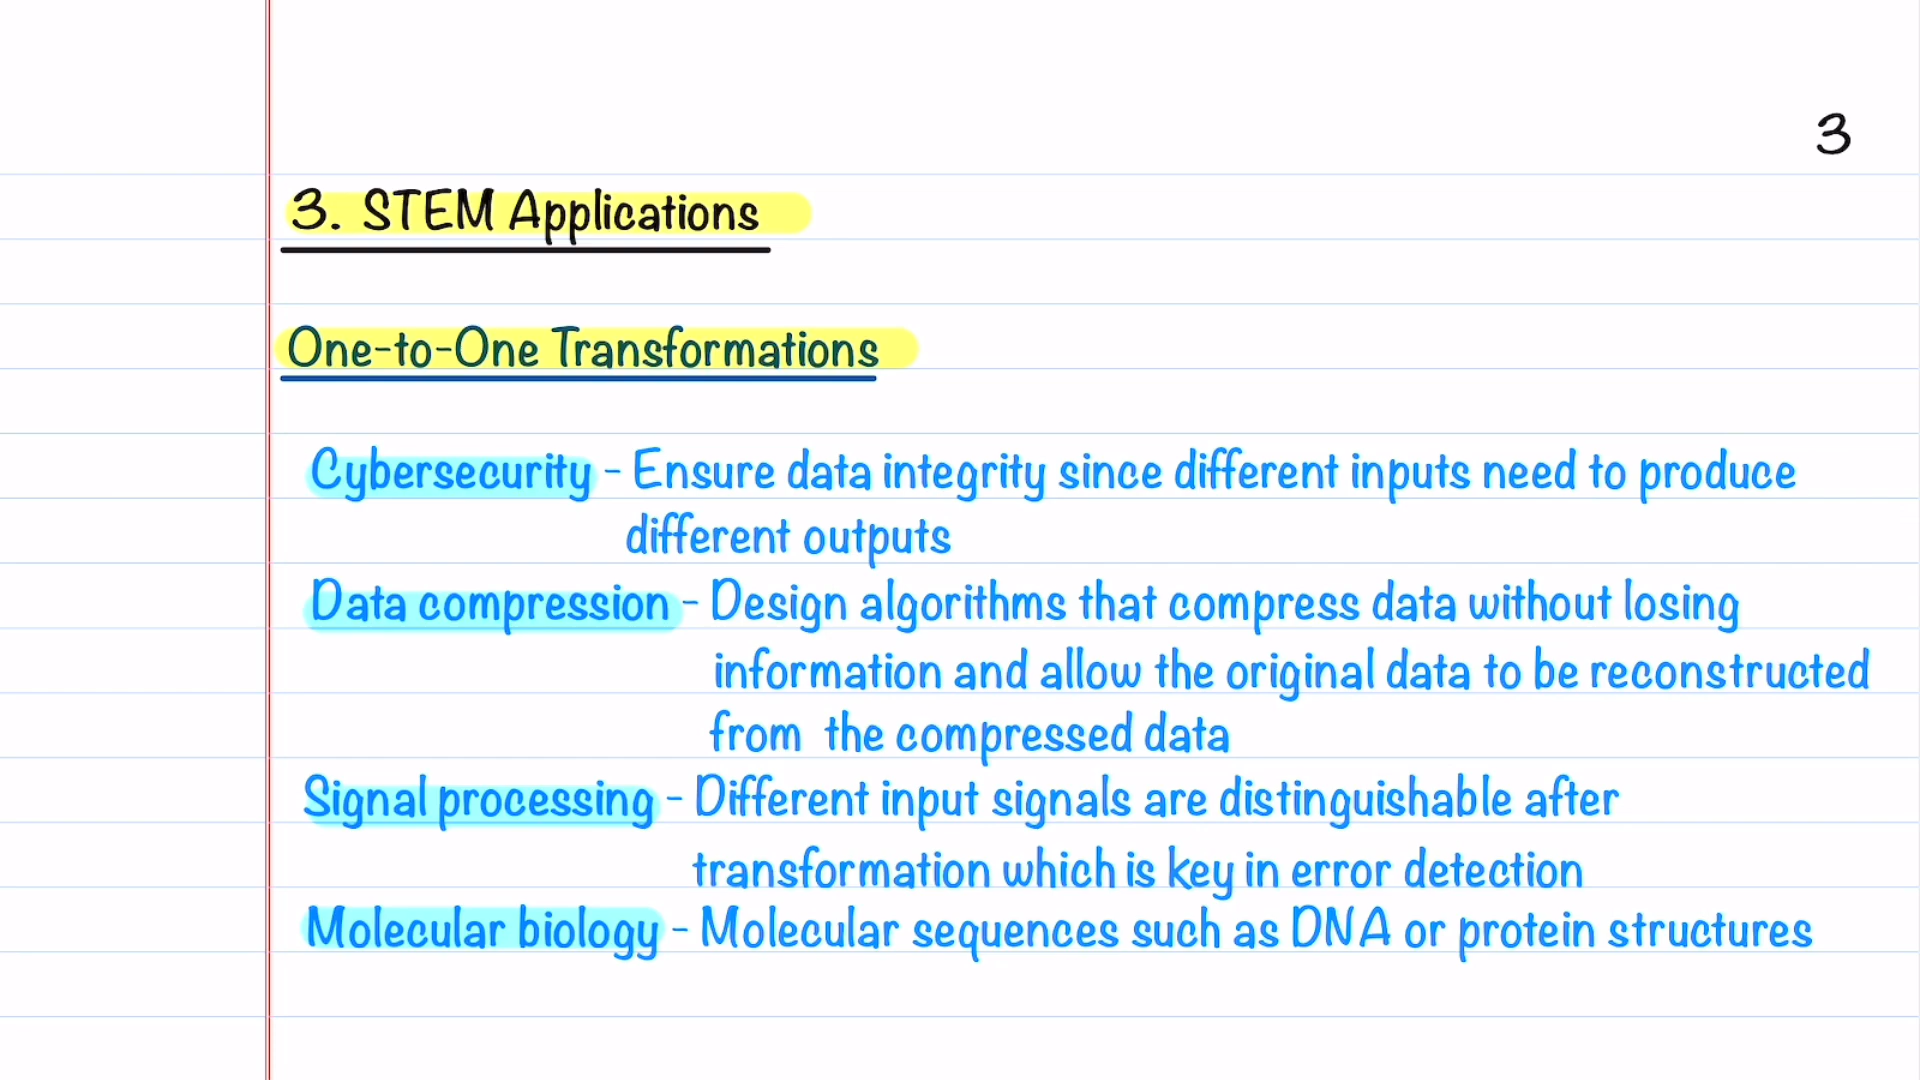 3
3. STEM Applications
One-to-One Transformations
Cybersecurity - Ensure data integrity since different inputs need to produce
different outputs
Data compression - Design algorithms that compress data without losing
information and allow the original data to be reconstructed
from the compressed data
Signal processing - Different input signals are distinguishable after
transformation which is key in error detection
Molecular biology - Molecular sequences such as DNA or protein structures